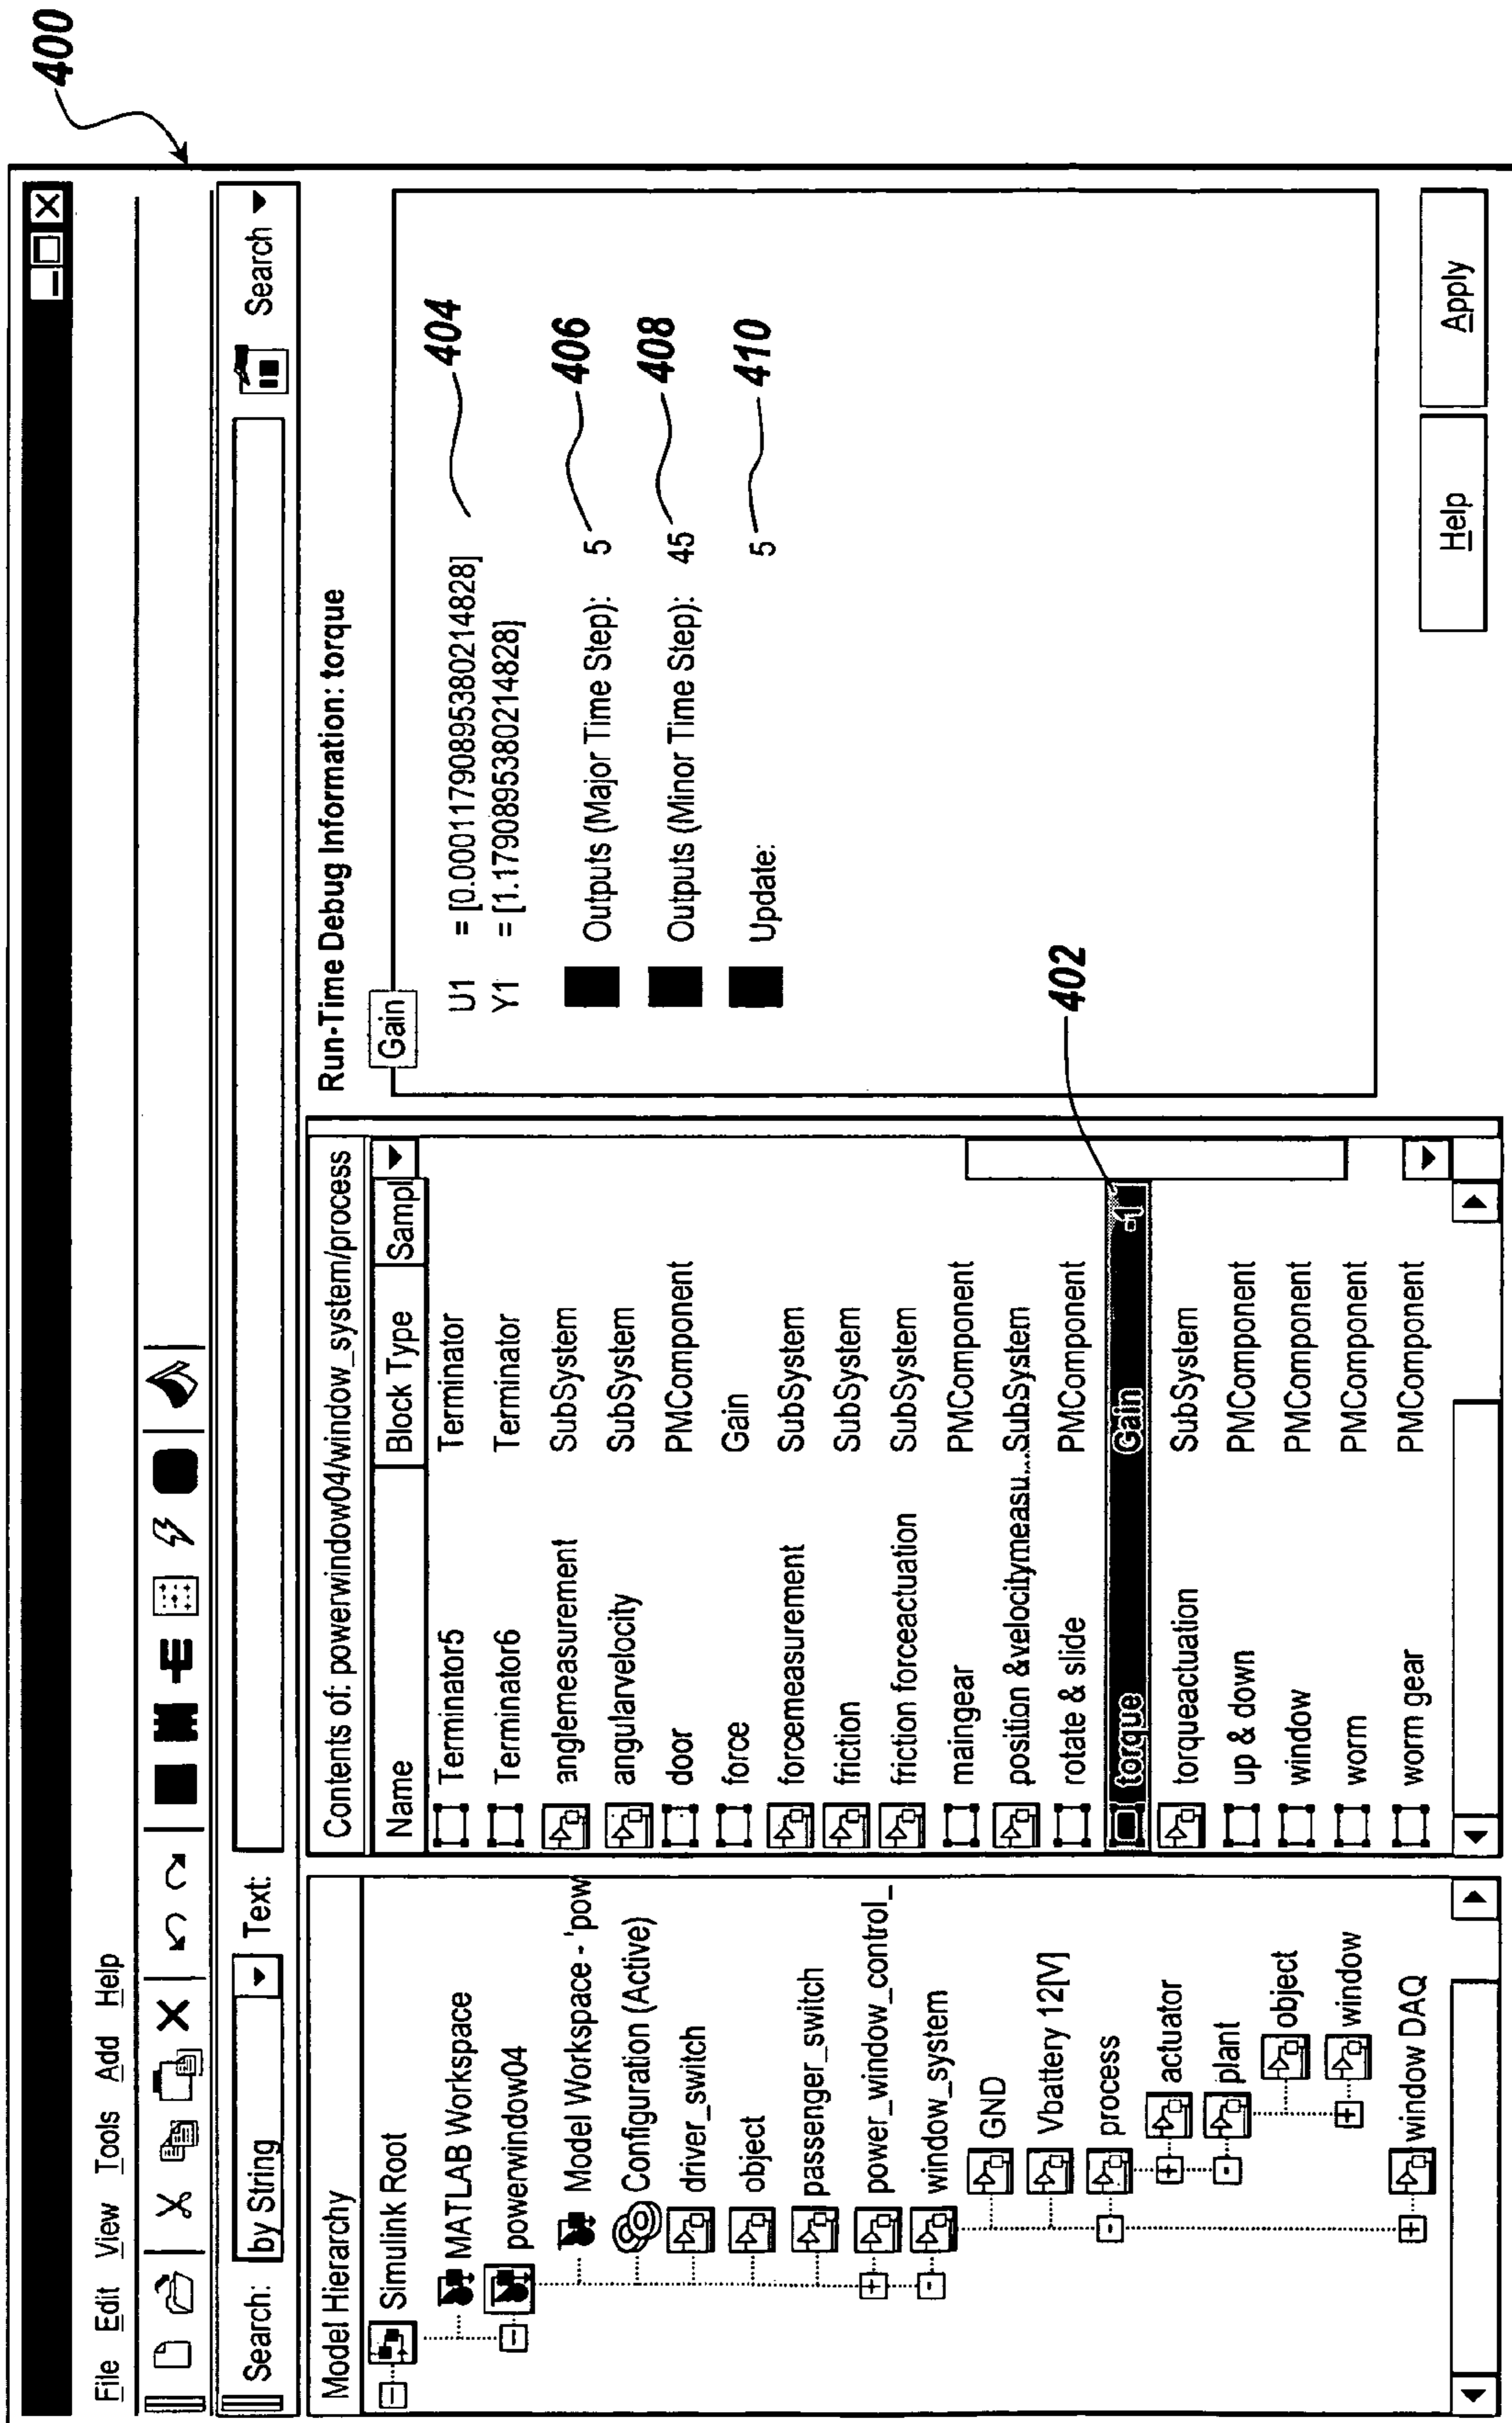 400
File Edit View Tools Add Help
Search: by String Text: Search
Model Hierarchy
Simulink Root
MATLAB Workspace
powerwindow04
Model Workspace - 'pow
Configuration (Active)
driver_switch
object
passenger_switch
power_window_control_
window_system
GND
Vbattery 12[V]
process
actuator
plant
object
window
window DAQ
Contents of: powerwindow04/window_system/process
Name Block Type Sampl
Terminator5 Terminator
Terminator6 Terminator
anglemeasurement SubSystem
angularvelocity SubSystem
door PMComponent
force Gain
forcemeasurement SubSystem
friction SubSystem
friction forceactuation SubSystem
maingear PMComponent
position &velocitymeasu...SubSystem
rotate & slide PMComponent
torque Gain -1
torqueactuation SubSystem
up & down PMComponent
window PMComponent
worm PMComponent
worm gear PMComponent
402
Run-Time Debug Information: torque
Gain
U1 = [0.00011790895380214828]
Y1 = [1.1790895380214828]
404
Outputs (Major Time Step): 5
406
Outputs (Minor Time Step): 45
408
Update: 5
410
Help Apply